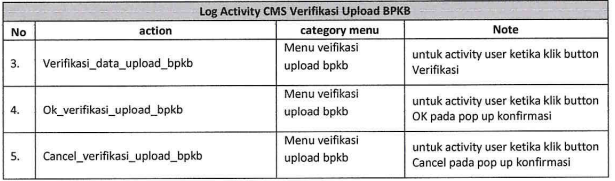 Log Activity CMS Verifikasi Upload BPKB
No action category menu Note
3. Verifikasi_data_upload_bpkb Menu veifikasi upload bpkb untuk activity user ketika klik button Verifikasi
4. Ok_verifikasi_upload_bpkb Menu veifikasi upload bpkb untuk activity user ketika klik button OK pada pop up konfirmasi
5. Cancel_verifikasi_upload_bpkb Menu veifikasi upload bpkb untuk activity user ketika klik button Cancel pada pop up konfirmasi